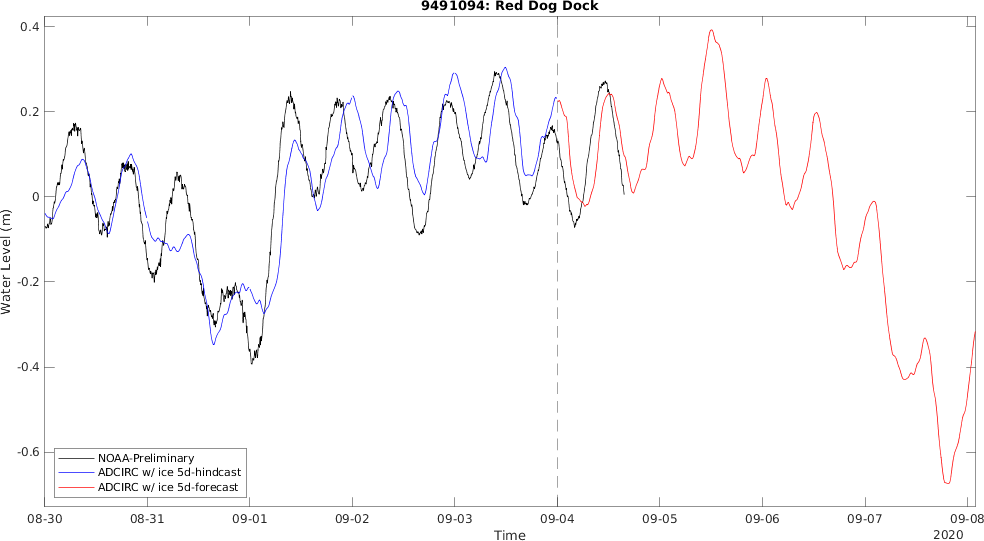 9491094: Red Dog Dock
0.4
0.2
0
-0.2
-0.4
-0.6
Water Level (m)
NOAA-Preliminary
ADCIRC w/ ice 5d-hindcast
ADCIRC w/ ice 5d-forecast
08-30 08-31 09-01 09-02 09-03 09-04 09-05 09-06 09-07 09-08
Time
2020